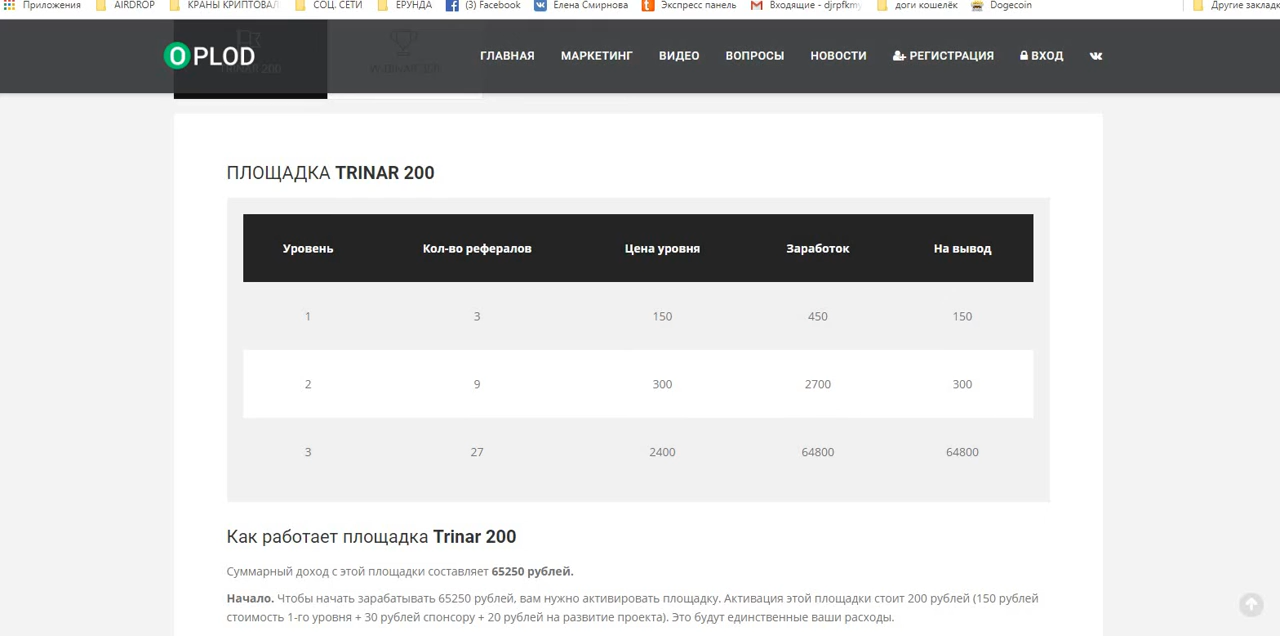 Приложения AIRDROP КРАНЫ КРИПТОВАЛ СОЦ. СЕТИ ЕРУНДА (3) Facebook Елена Смирнова Экспресс панель Входящие - djrpfkmy доги кошелёк Dogecoin Другие закладк
OPLOD ГЛАВНАЯ МАРКЕТИНГ ВИДЕО ВОПРОСЫ НОВОСТИ РЕГИСТРАЦИЯ ВХОД
ПЛОЩАДКА TRINAR 200
Уровень Кол-во рефералов Цена уровня Заработок На вывод
1 3 150 450 150
2 9 300 2700 300
3 27 2400 64800 64800
Как работает площадка Trinar 200
Суммарный доход с этой площадки составляет 65250 рублей.
Начало. Чтобы начать зарабатывать 65250 рублей, вам нужно активировать площадку. Активация этой площадки стоит 200 рублей (150 рублей
стоимость 1-го уровня + 30 рублей спонсору + 20 рублей на развитие проекта). Это будут единственные ваши расходы.